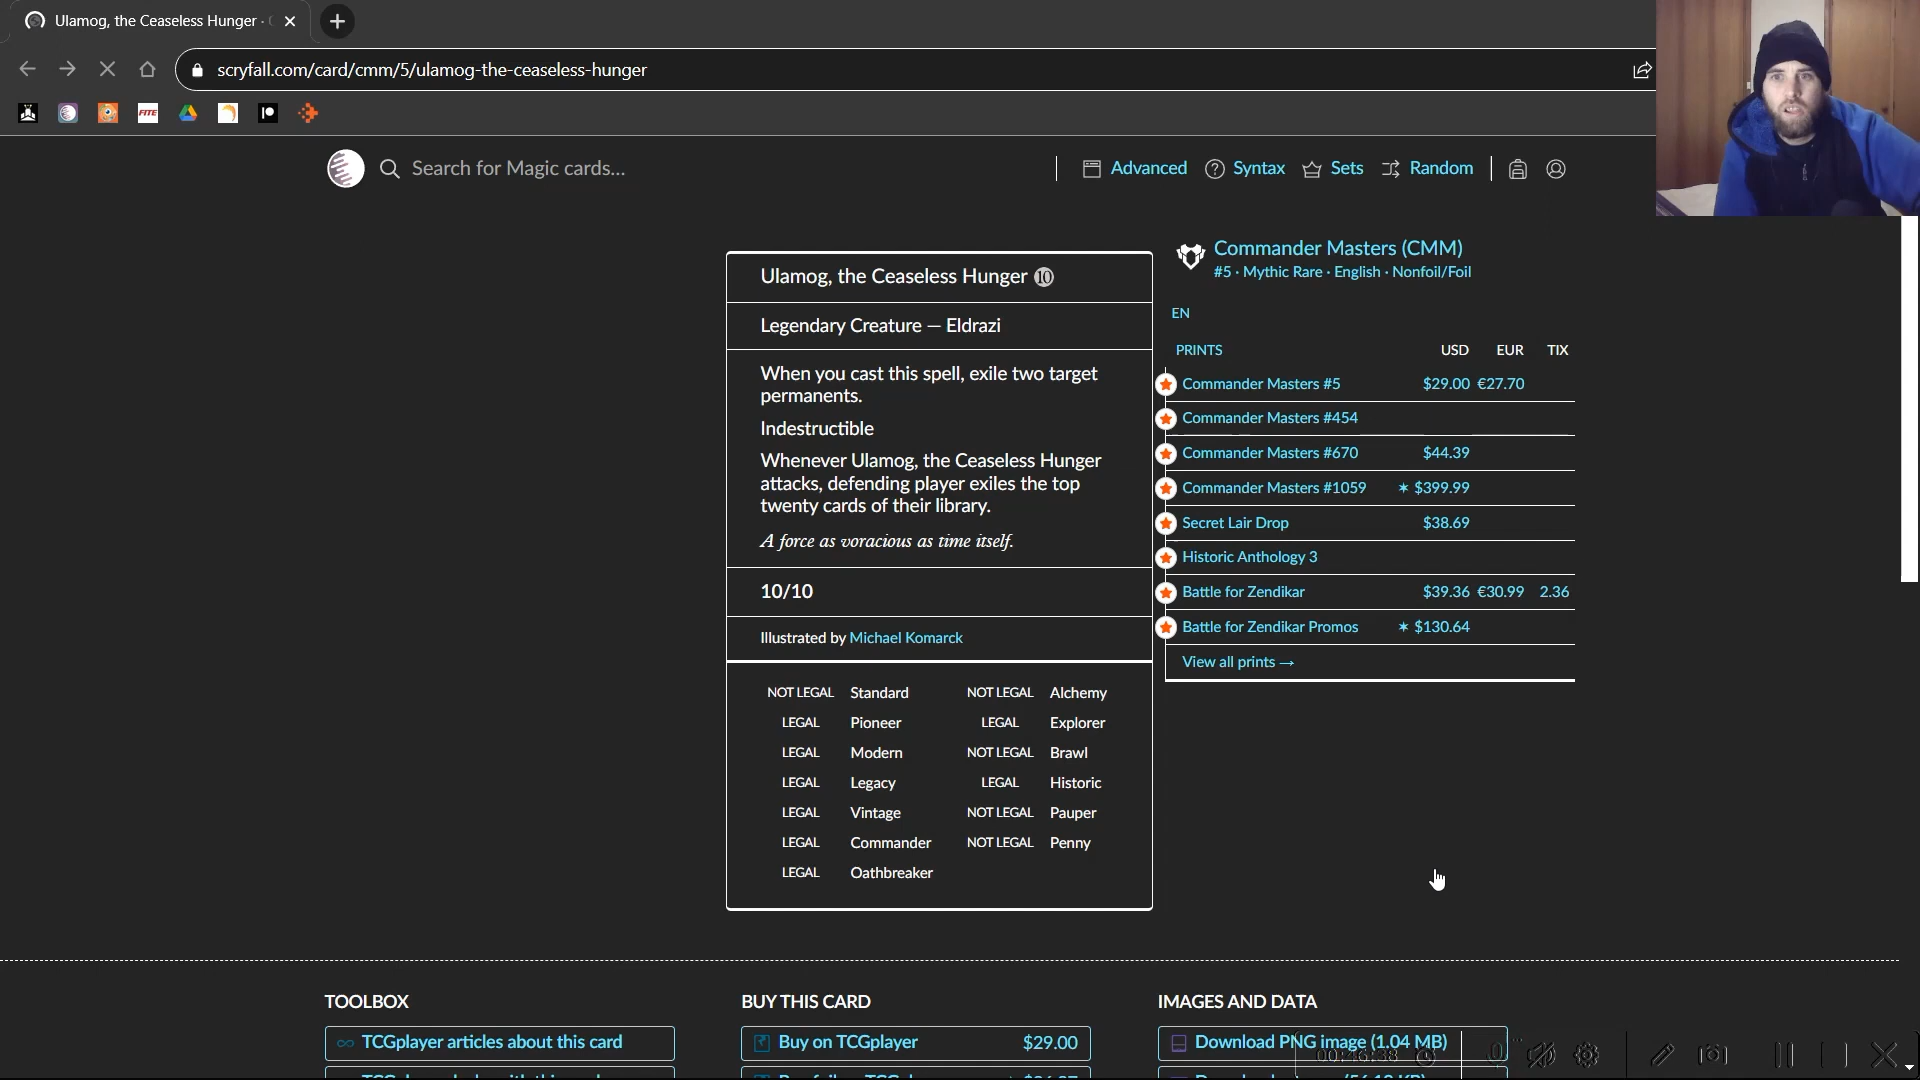 Ulamog, the Ceaseless Hunger ·
scryfall.com/card/cmm/5/ulamog-the-ceaseless-hunger
FITE
Search for Magic cards...
Advanced
Syntax
Sets
Random
Ulamog, the Ceaseless Hunger 10
Legendary Creature — Eldrazi
When you cast this spell, exile two target
permanents.
Indestructible
Whenever Ulamog, the Ceaseless Hunger
attacks, defending player exiles the top
twenty cards of their library.
A force as voracious as time itself.
10/10
Illustrated by Michael Komarck
NOT LEGAL Standard NOT LEGAL Alchemy
LEGAL Pioneer LEGAL Explorer
LEGAL Modern NOT LEGAL Brawl
LEGAL Legacy LEGAL Historic
LEGAL Vintage NOT LEGAL Pauper
LEGAL Commander NOT LEGAL Penny
LEGAL Oathbreaker
Commander Masters (CMM)
#5 · Mythic Rare · English · Nonfoil/Foil
EN
PRINTS USD EUR TIX
Commander Masters #5 $29.00 €27.70
Commander Masters #454
Commander Masters #670 $44.39
Commander Masters #1059 ✶ $399.99
Secret Lair Drop $38.69
Historic Anthology 3
Battle for Zendikar $39.36 €30.99 2.36
Battle for Zendikar Promos ✶ $130.64
View all prints →
TOOLBOX
TCGplayer articles about this card
BUY THIS CARD
Buy on TCGplayer $29.00
IMAGES AND DATA
Download PNG image (1.04 MB)
00:46:38